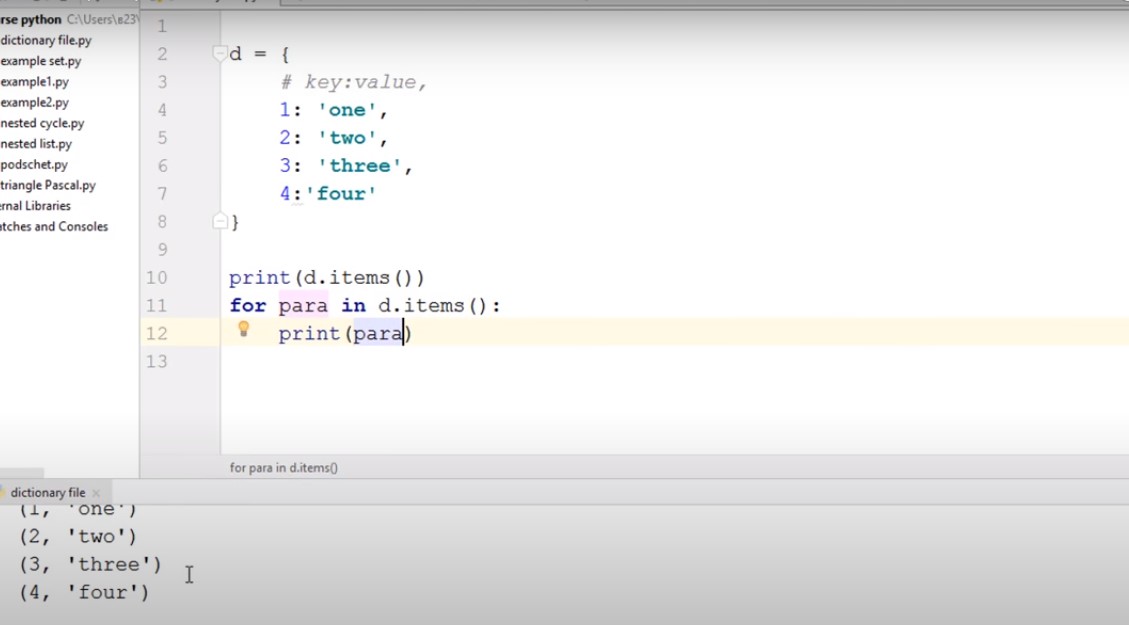 rse python C:\Users\в23\
dictionary file.py
example set.py
example1.py
example2.py
nested cycle.py
nested list.py
podschet.py
triangle Pascal.py
rnal Libraries
atches and Consoles
1
2 d = {
3 # key:value,
4 1: 'one',
5 2: 'two',
6 3: 'three',
7 4:'four'
8 }
9
10 print(d.items())
11 for para in d.items():
12 print(para)
13
for para in d.items()
dictionary file ×
(1, 'one')
(2, 'two')
(3, 'three')
(4, 'four')